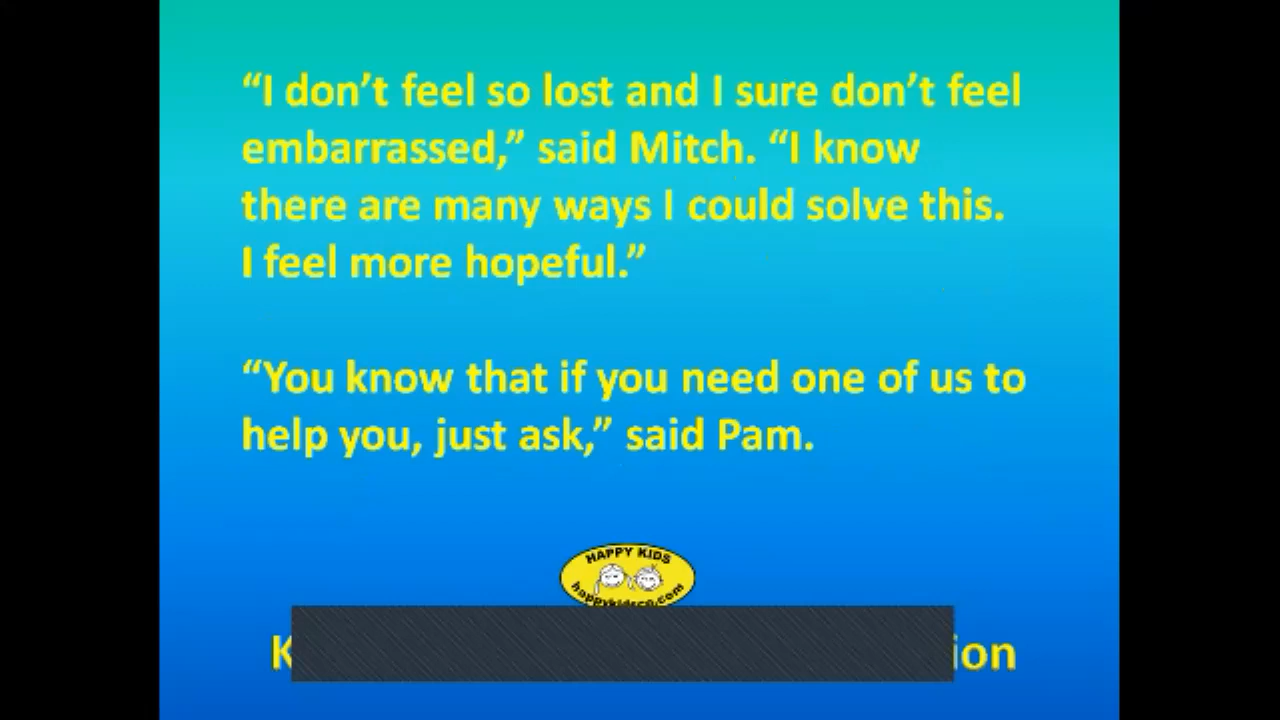 “I don’t feel so lost and I sure don’t feel
embarrassed,” said Mitch. “I know
there are many ways I could solve this.
I feel more hopeful.”
“You know that if you need one of us to
help you, just ask,” said Pam.
HAPPY KIDS
happykidsco.com